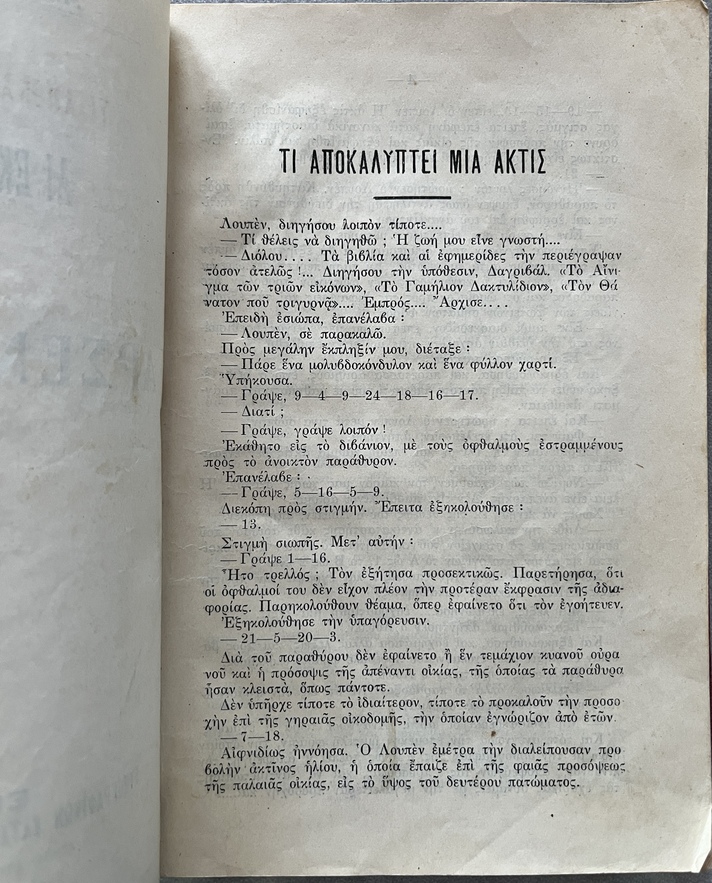 ΤΙ ΑΠΟΚΑΛΥΠΤΕΙ ΜΙΑ ΑΚΤΙΣ
Λουπὲν, διηγήσου λοιπὸν τίποτε....
— Τί θέλεις νὰ διηγηθῶ ; Ἡ ζωή μου εἶνε γνωστή....
— Διόλου.... Τὰ βιβλία καὶ αἱ ἐφημερίδες τὴν περιέγραψαν
τόσον ἀτελῶς !... Διηγήσου τὴν ὑπόθεσιν, Δαγριβάλ. «Τὸ Αἴνι-
γμα τῶν τριῶν εἰκόνων», «Τὸ Γαμήλιον Δακτυλίδιον», «Τὸν Θά
νατον ποῦ τριγυρνᾷ».... Ἐμπρός.... Ἄρχισε....
Ἐπειδὴ ἐσιώπα, ἐπανέλαβα :
— Λουπὲν, σὲ παρακαλῶ.
Πρὸς μεγάλην ἔκπληξίν μου, διέταξε :
— Πάρε ἕνα μολυβδοκόνδυλον καὶ ἕνα φύλλον χαρτί.
Ὑπήκουσα.
— Γράψε, 9—4—9—24—18—16—17.
— Διατί ;
— Γράψε, γράψε λοιπόν !
Ἐκάθητο εἰς τὸ διβάνιον, μὲ τοὺς ὀφθαλμοὺς ἐστραμμένους
πρὸς τὸ ἀνοικτὸν παράθυρον.
Ἐπανέλαβε :
— Γράψε, 5—16—5—9.
Διεκόπη πρὸς στιγμήν. Ἔπειτα ἐξηκολούθησε :
— 13.
Στιγμὴ σιωπῆς. Μετ' αὐτήν :
— Γράψε 1—16.
Ἦτο τρελλός ; Τὸν ἐξήτησα προσεκτικῶς. Παρετήρησα, ὅτι
οἱ ὀφθαλμοί του δὲν εἶχον πλέον τὴν προτέραν ἔκφρασιν τῆς ἀδια-
φορίας. Παρηκολούθουν θέαμα, ὅπερ ἐφαίνετο ὅτι τὸν ἐγοήτευεν.
Ἐξηκολούθησε τὴν ὑπαγόρευσιν.
— 21—5—20—3.
Διὰ τοῦ παραθύρου δὲν ἐφαίνετο ἢ ἓν τεμάχιον κυανοῦ οὐρα
νοῦ καὶ ἡ πρόσοψις τῆς ἀπέναντι οἰκίας, τῆς ὁποίας τὰ παράθυρα
ἦσαν κλειστὰ, ὅπως πάντοτε.
Δὲν ὑπῆρχε τίποτε τὸ ἰδιαίτερον, τίποτε τὸ προκαλοῦν τὴν προσο
χὴν ἐπὶ τῆς γηραιᾶς οἰκοδομῆς, τὴν ὁποίαν ἐγνώριζον ἀπὸ ἐτῶν.
— 7—18.
Αἰφνιδίως ἠννόησα. Ὁ Λουπὲν ἐμέτρα τὴν διαλείπουσαν προ
βολὴν ἀκτῖνος ἡλίου, ἡ ὁποία ἔπαιζε ἐπὶ τῆς φαιᾶς προσόψεως
τῆς παλαιᾶς οἰκίας, εἰς τὸ ὕψος τοῦ δευτέρου πατώματος.